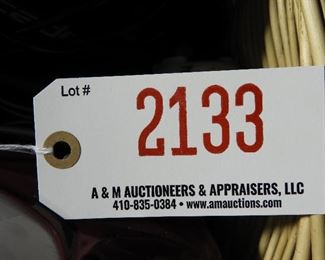 Lot #
2133
A & M AUCTIONEERS & APPRAISERS, LLC
410-835-0384 • www.amauctions.com